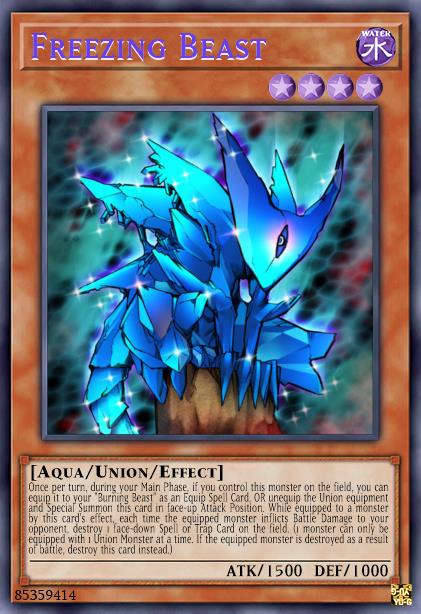 FREEZING BEAST
WATER
水
[AQUA/UNION/EFFECT]
Once per turn, during your Main Phase, if you control this monster on the field, you can
equip it to your "Burning Beast" as an Equip Spell Card, OR unequip the Union equipment
and Special Summon this card in face-up Attack Position. While equipped to a monster
by this card's effect, each time the equipped monster inflicts Battle Damage to your
opponent, destroy 1 face-down Spell or Trap Card on the field. (1 monster can only be
equipped with 1 Union Monster at a time. If the equipped monster is destroyed as a result
of battle, destroy this card instead.)
ATK/1500 DEF/1000
85359414